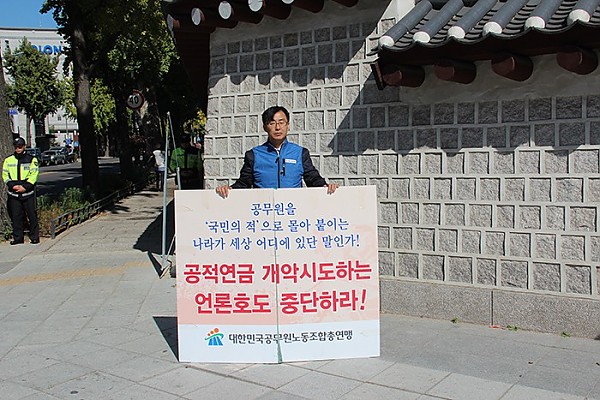 RION
40
공무원을
'국민의 적'으로 몰아 붙이는
나라가 세상 어디에 있단 말인가!
공적연금 개악시도하는
언론호도 중단하라!
대한민국공무원노동조합총연맹